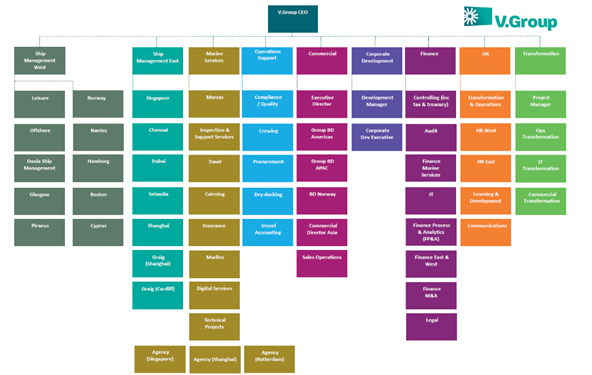 V.Group CEO
V.Group
Ship
Management
West
Ship
Management East
Marine
Services
Operations
Support
Commercial
Corporate
Development
Finance
HR
Transformation
Leisure
Norway
Singapore
Marcas
Compliance
/ Quality
Executive
Director
Development
Manager
Controlling (inc
tax & treasury)
Transformation
& Operations
Project
Manager
Offshore
Nantes
Chennai
Inspection &
Support Services
Crewing
Group BD
Americas
Corporate
Dev Executive
Audit
HR West
Ops
Transformation
Dania Ship
Management
Hamburg
Dubai
Travel
Procurement
Group BD
APAC
Finance
Marine
Services
HR East
IT
Transformation
Glasgow
Boston
Selandia
Catering
Dry-docking
BD Norway
IT
Learning &
Development
Commercial
Transformation
Piraeus
Cyprus
Shanghai
Insurance
Vessel
Accounting
Commercial
Director Asia
Finance Process
& Analytics
(FP&A)
Communications
Graig
(Shanghai)
Marlins
Sales Operations
Finance East &
West
Graig (Cardiff)
Digital Services
Finance
M&A
Technical
Projects
Legal
Agency
(Singapore)
Agency (Shanghai)
Agency
(Rotterdam)